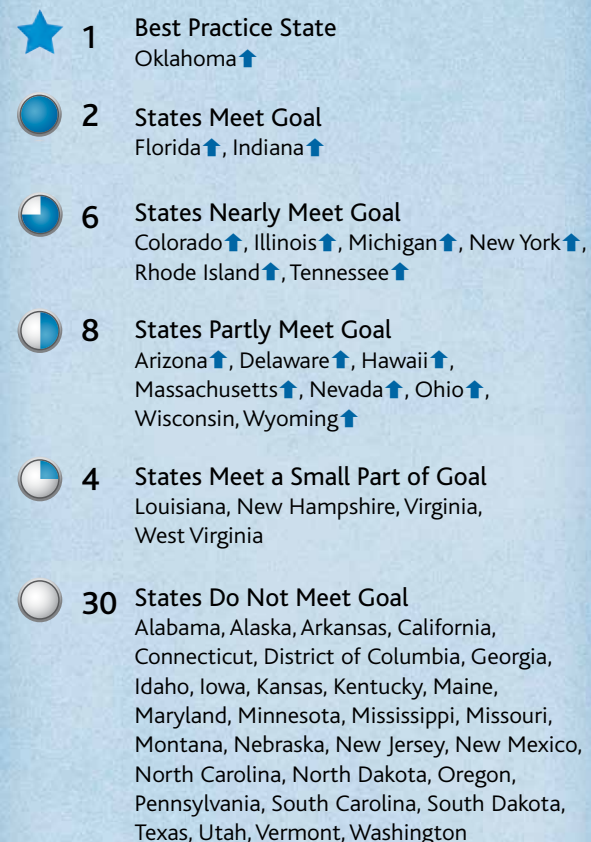 1 Best Practice State
Oklahoma⬆
2 States Meet Goal
Florida⬆, Indiana⬆
6 States Nearly Meet Goal
Colorado⬆, Illinois⬆, Michigan⬆, New York⬆,
Rhode Island⬆, Tennessee⬆
8 States Partly Meet Goal
Arizona⬆, Delaware⬆, Hawaii⬆,
Massachusetts⬆, Nevada⬆, Ohio⬆,
Wisconsin, Wyoming⬆
4 States Meet a Small Part of Goal
Louisiana, New Hampshire, Virginia,
West Virginia
30 States Do Not Meet Goal
Alabama, Alaska, Arkansas, California,
Connecticut, District of Columbia, Georgia,
Idaho, Iowa, Kansas, Kentucky, Maine,
Maryland, Minnesota, Mississippi, Missouri,
Montana, Nebraska, New Jersey, New Mexico,
North Carolina, North Dakota, Oregon,
Pennsylvania, South Carolina, South Dakota,
Texas, Utah, Vermont, Washington